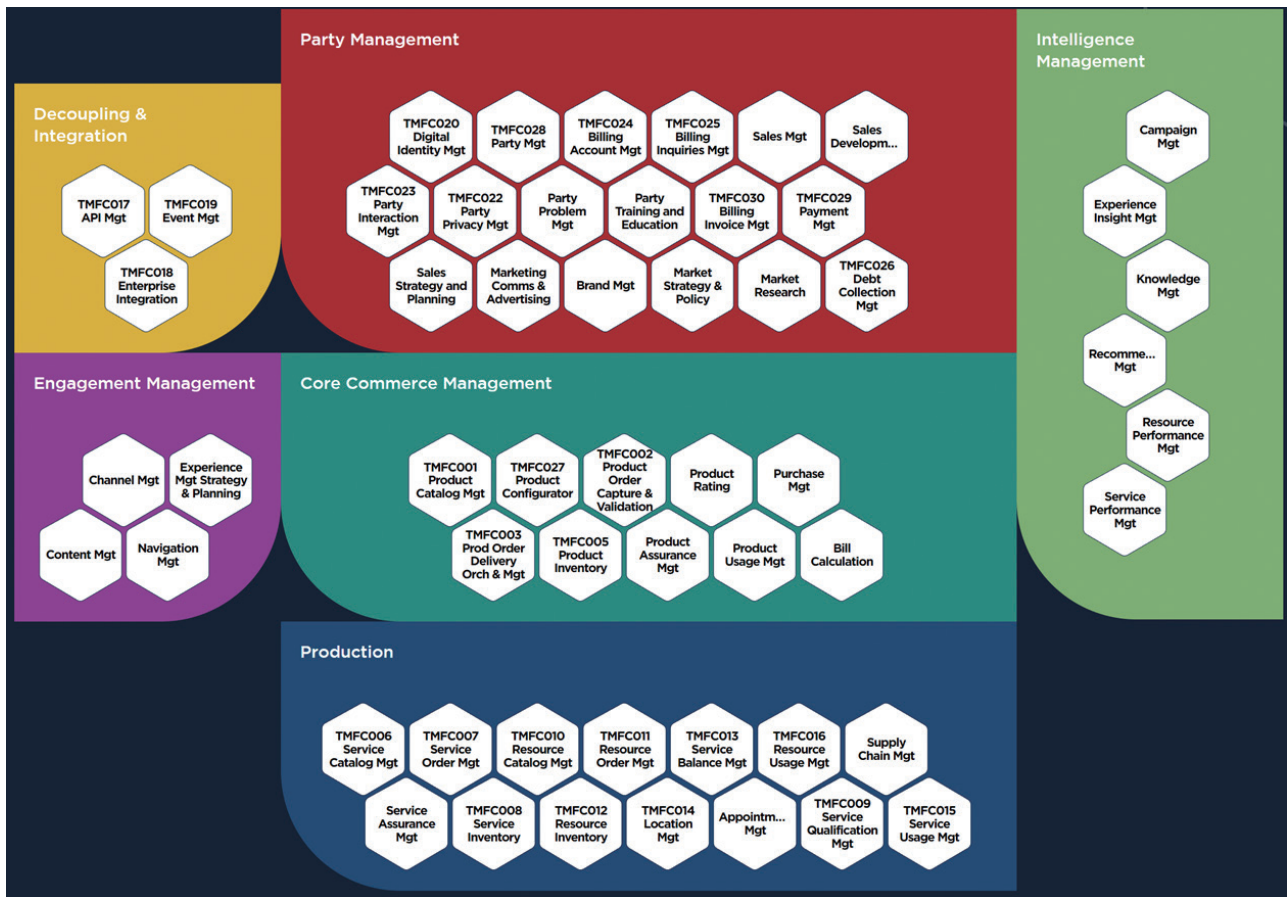 Party Management
TMFC020
Digital
Identity Mgt
TMFC028
Party Mgt
TMFC024
Billing
Account Mgt
TMFC025
Billing
Inquiries Mgt
Sales Mgt
Sales
Developm...
TMFC023
Party
Interaction
Mgt
TMFC022
Party
Privacy Mgt
Party
Problem
Mgt
Party
Training and
Education
TMFC030
Billing
Invoice Mgt
TMFC029
Payment
Mgt
Sales
Strategy and
Planning
Marketing
Comms &
Advertising
Brand Mgt
Market
Strategy &
Policy
Market
Research
TMFC026
Debt
Collection
Mgt
Intelligence
Management
Campaign
Mgt
Experience
Insight Mgt
Knowledge
Mgt
Recomme...
Mgt
Resource
Performance
Mgt
Service
Performance
Mgt
Decoupling &
Integration
TMFC017
API Mgt
TMFC019
Event Mgt
TMFC018
Enterprise
Integration
Engagement Management
Channel Mgt
Experience
Mgt Strategy
& Planning
Content Mgt
Navigation
Mgt
Core Commerce Management
TMFC001
Product
Catalog Mgt
TMFC027
Product
Configurator
TMFC002
Product
Order
Capture &
Validation
Product
Rating
Purchase
Mgt
TMFC003
Prod Order
Delivery
Orch & Mgt
TMFC005
Product
Inventory
Product
Assurance
Mgt
Product
Usage Mgt
Bill
Calculation
Production
TMFC006
Service
Catalog Mgt
TMFC007
Service
Order Mgt
TMFC010
Resource
Catalog Mgt
TMFC011
Resource
Order Mgt
TMFC013
Service
Balance Mgt
TMFC016
Resource
Usage Mgt
Supply
Chain Mgt
Service
Assurance
Mgt
TMFC008
Service
Inventory
TMFC012
Resource
Inventory
TMFC014
Location
Mgt
Appointm...
Mgt
TMFC009
Service
Qualification
Mgt
TMFC015
Service
Usage Mgt